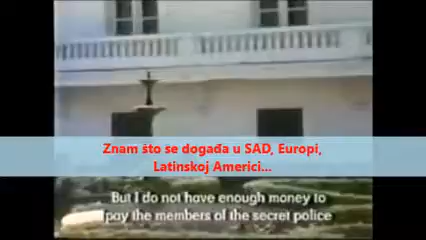 Znam što se događa u SAD, Europi,
Latinskoj Americi...
But I do not have enough money to
pay the members of the secret police